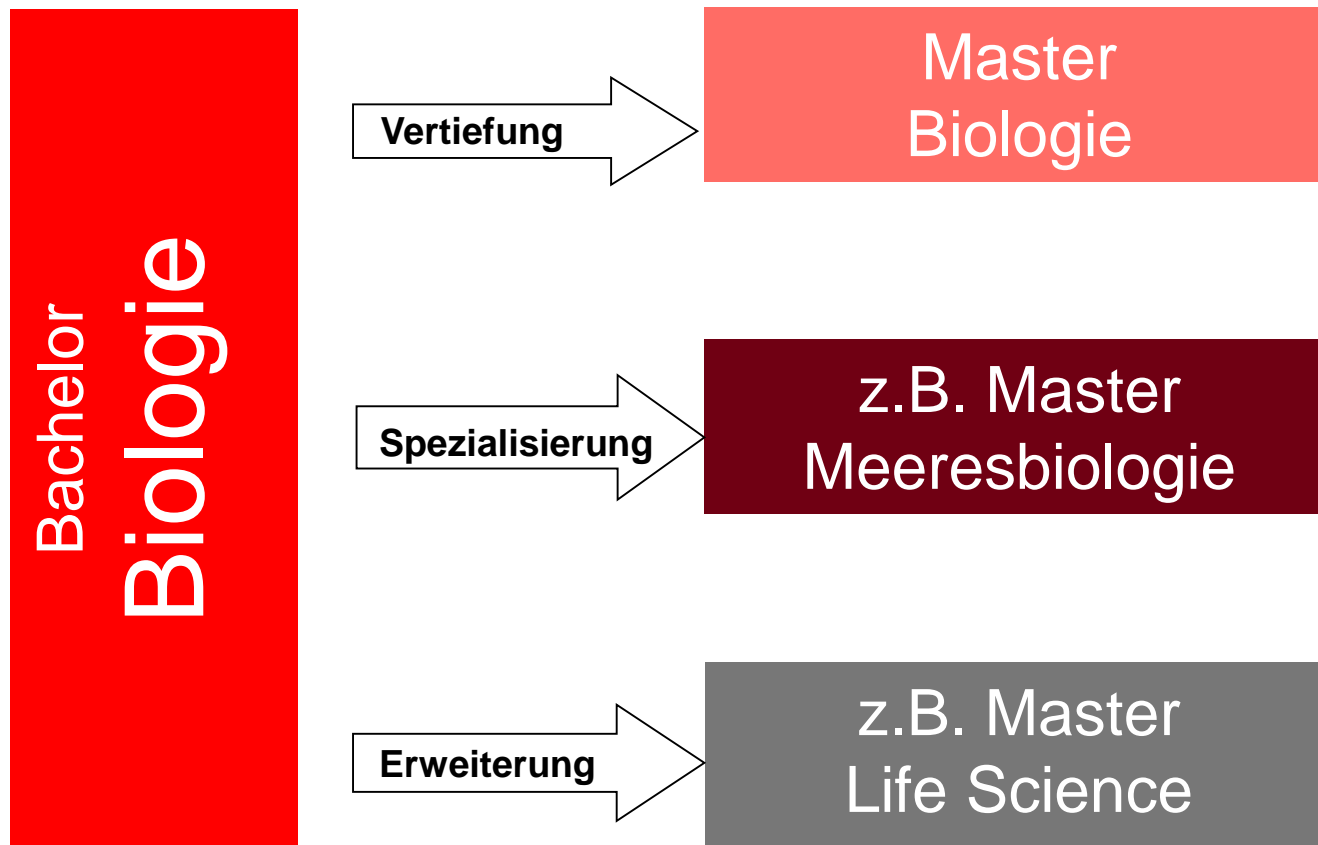 Bachelor
Biologie
Vertiefung
Master
Biologie
Spezialisierung
z.B. Master
Meeresbiologie
Erweiterung
z.B. Master
Life Science